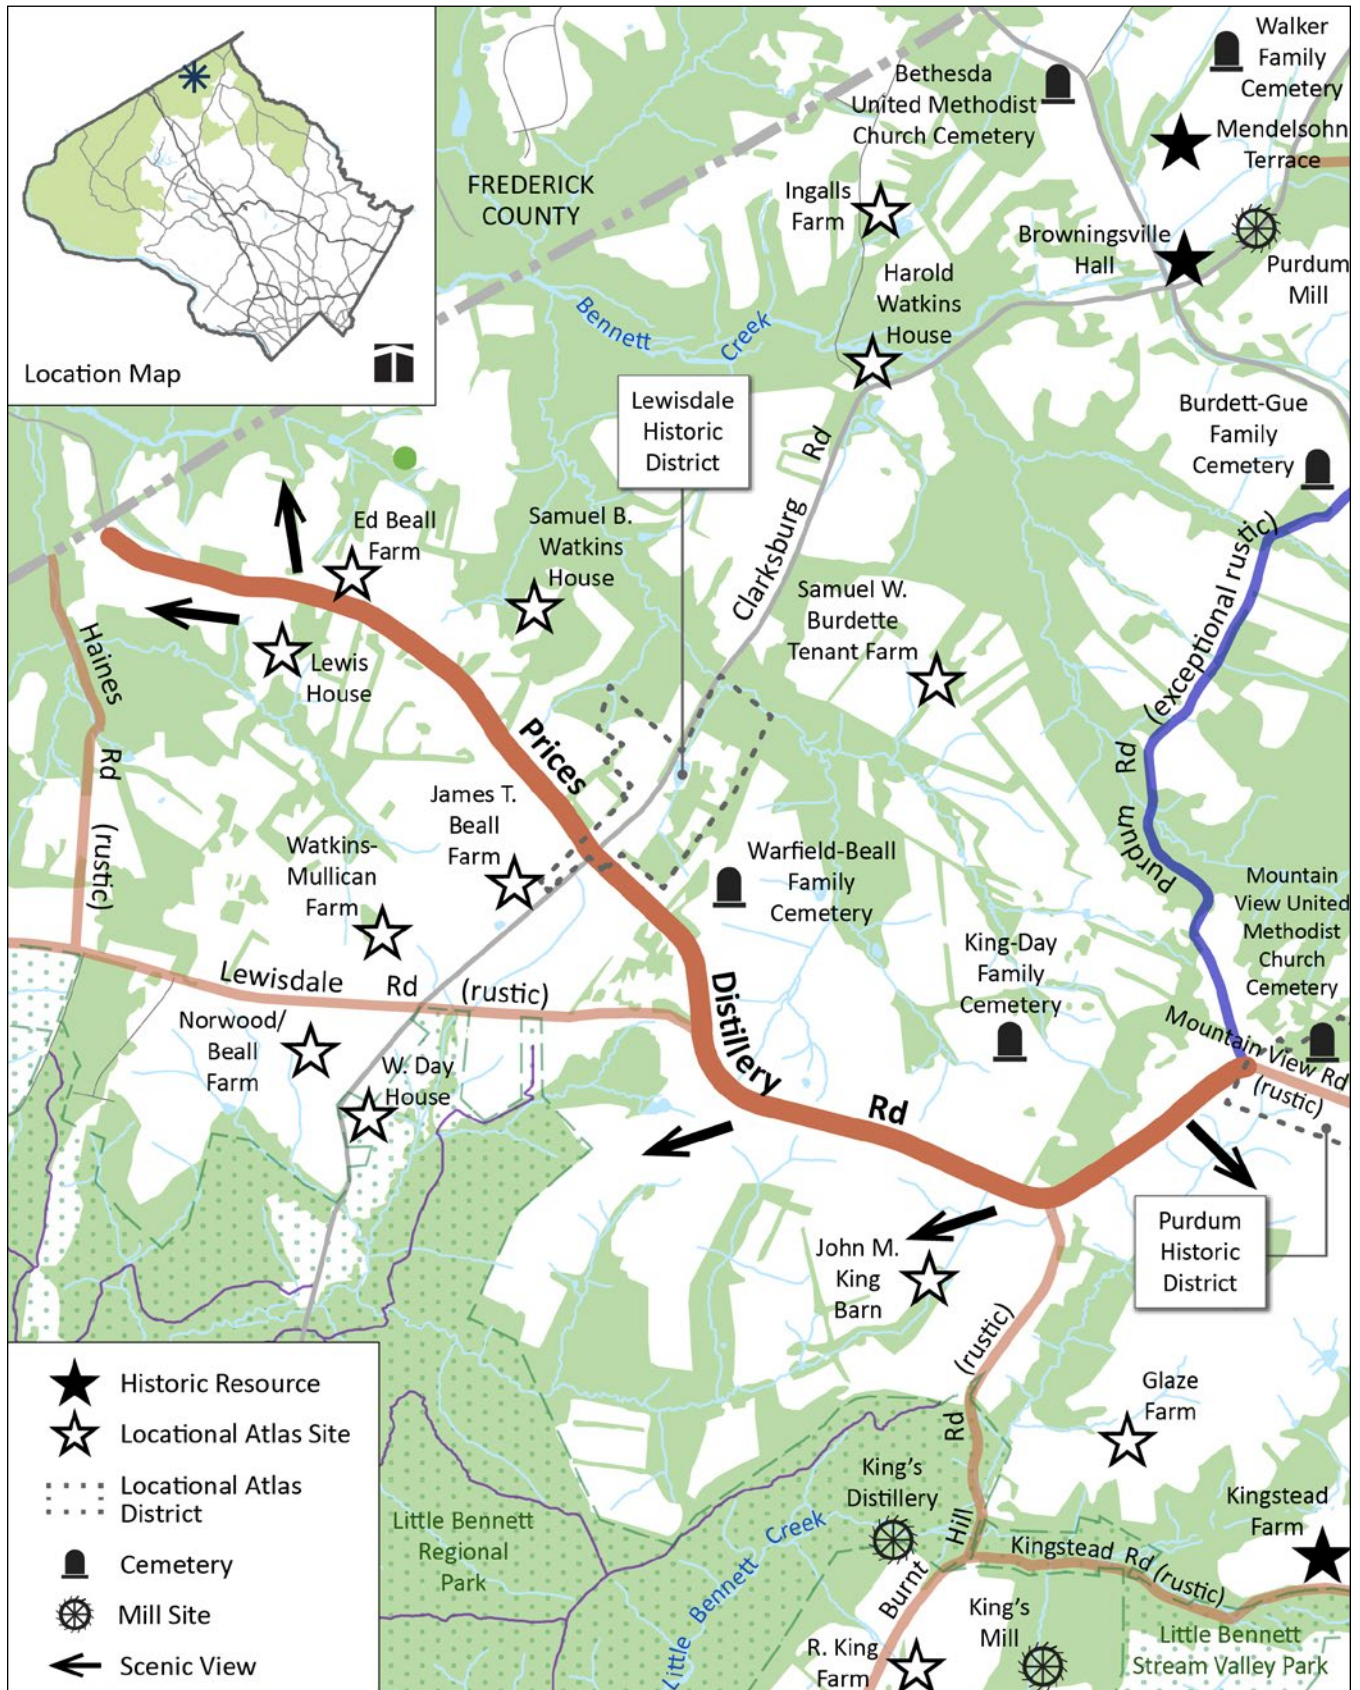 Location Map
FREDERICK
COUNTY
Bethesda
United Methodist
Church Cemetery
Walker
Family
Cemetery
Mendelsohn
Terrace
Ingalls
Farm
Browningsville
Hall
Purdum
Mill
Harold
Watkins
House
Bennett Creek
Lewisdale
Historic
District
Clarksburg Rd
Burdett-Gue
Family
Cemetery
Ed Beall
Farm
Samuel B.
Watkins
House
Samuel W.
Burdette
Tenant Farm
Purdum Rd (exceptional rustic)
Haines Rd (rustic)
Lewis
House
Prices Distillery Rd
James T.
Beall
Farm
Watkins-
Mullican
Farm
Warfield-Beall
Family
Cemetery
Mountain
View United
Methodist
Church
Cemetery
King-Day
Family
Cemetery
Lewisdale Rd (rustic)
Norwood/
Beall
Farm
W. Day
House
Mountain View Rd
(rustic)
Purdum
Historic
District
John M.
King
Barn
Burnt Hill Rd (rustic)
Glaze
Farm
King's
Distillery
Kingstead
Farm
Kingstead Rd (rustic)
Little Bennett
Regional
Park
Little Bennett Creek
King's
Mill
R. King
Farm
Little Bennett
Stream Valley Park
Historic Resource
Locational Atlas Site
Locational Atlas
District
Cemetery
Mill Site
Scenic View